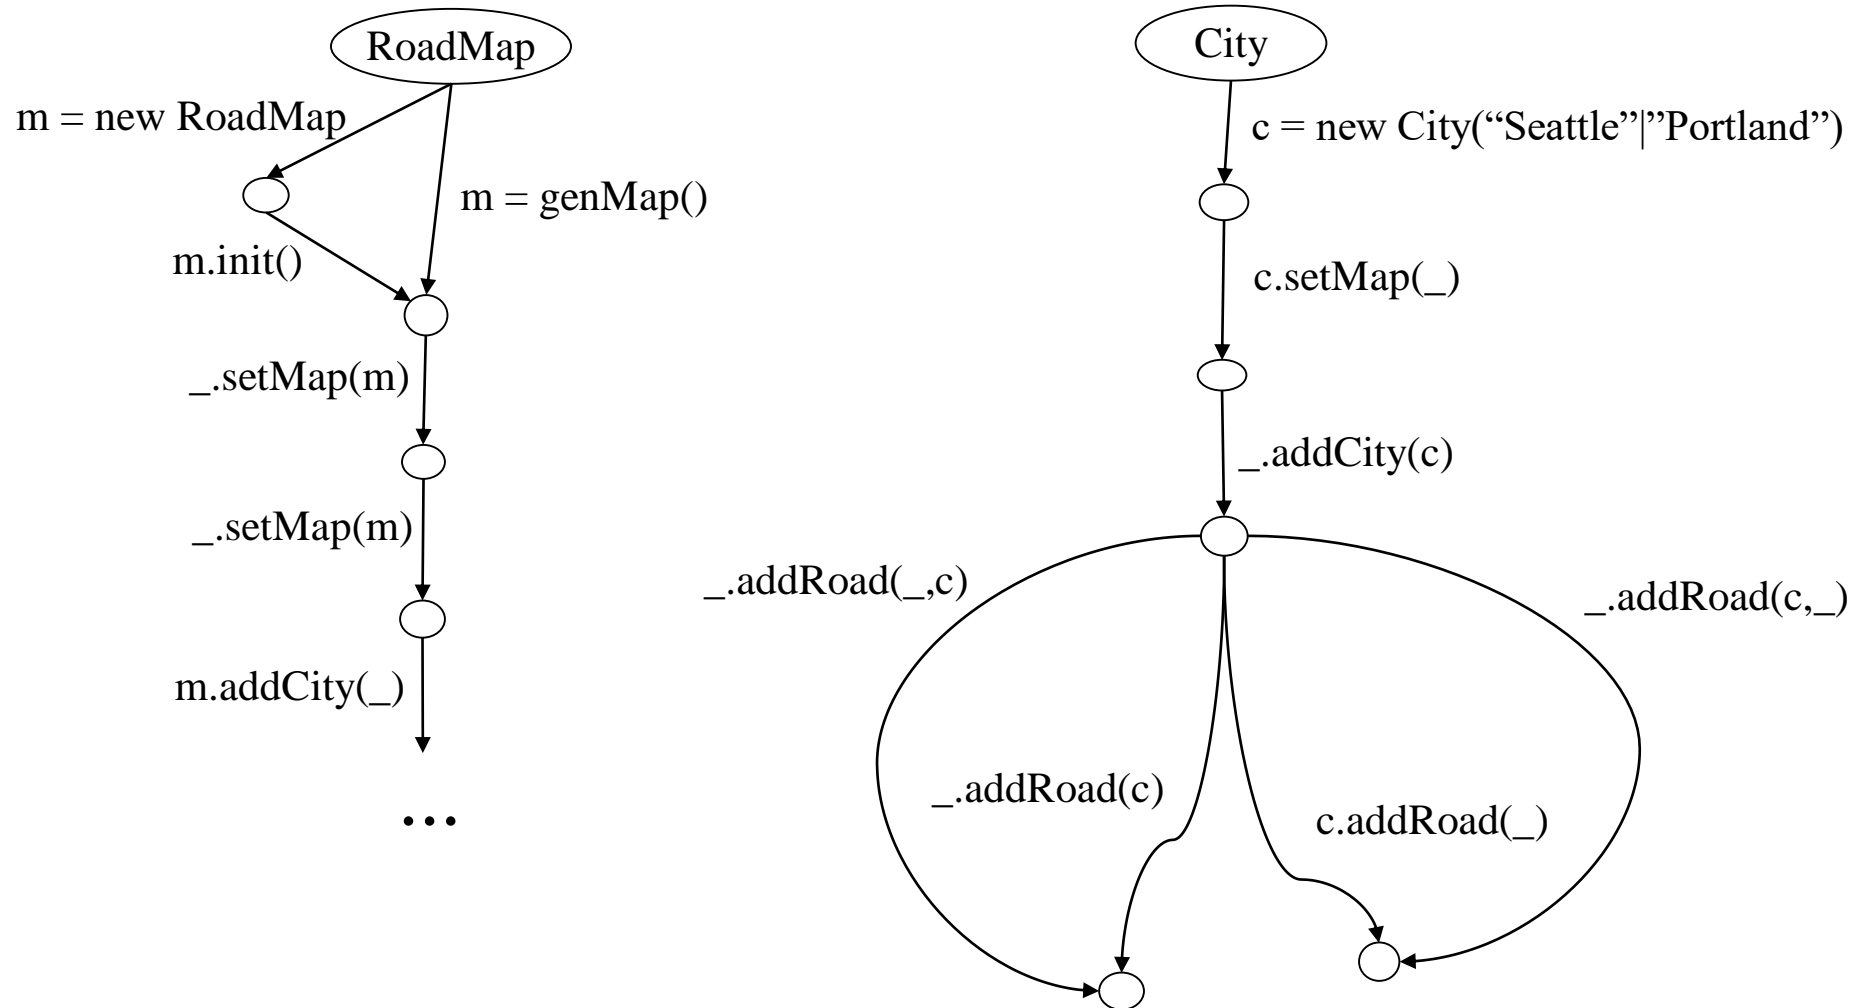 RoadMap
m = new RoadMap
m = genMap()
m.init()
_.setMap(m)
_.setMap(m)
m.addCity(_)
...
City
c = new City(“Seattle”|”Portland”)
c.setMap(_)
_.addCity(c)
_.addRoad(_,c)
_.addRoad(c,_)
_.addRoad(c)
c.addRoad(_)